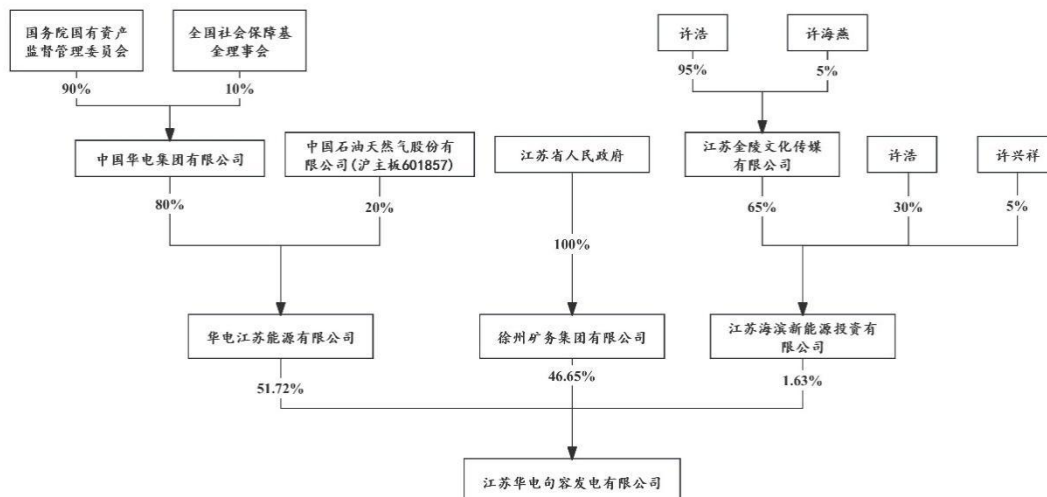 国务院国有资产
监督管理委员会
全国社会保障基
金理事会
许浩
许海燕
90%
10%
95%
5%
中国华电集团有限公司
中国石油天然气股份有
限公司(沪主板601857)
江苏省人民政府
江苏金陵文化传媒
有限公司
许浩
许兴祥
80%
20%
100%
65%
30%
5%
华电江苏能源有限公司
徐州矿务集团有限公司
江苏海滨新能源投资有
限公司
51.72%
46.65%
1.63%
江苏华电句容发电有限公司